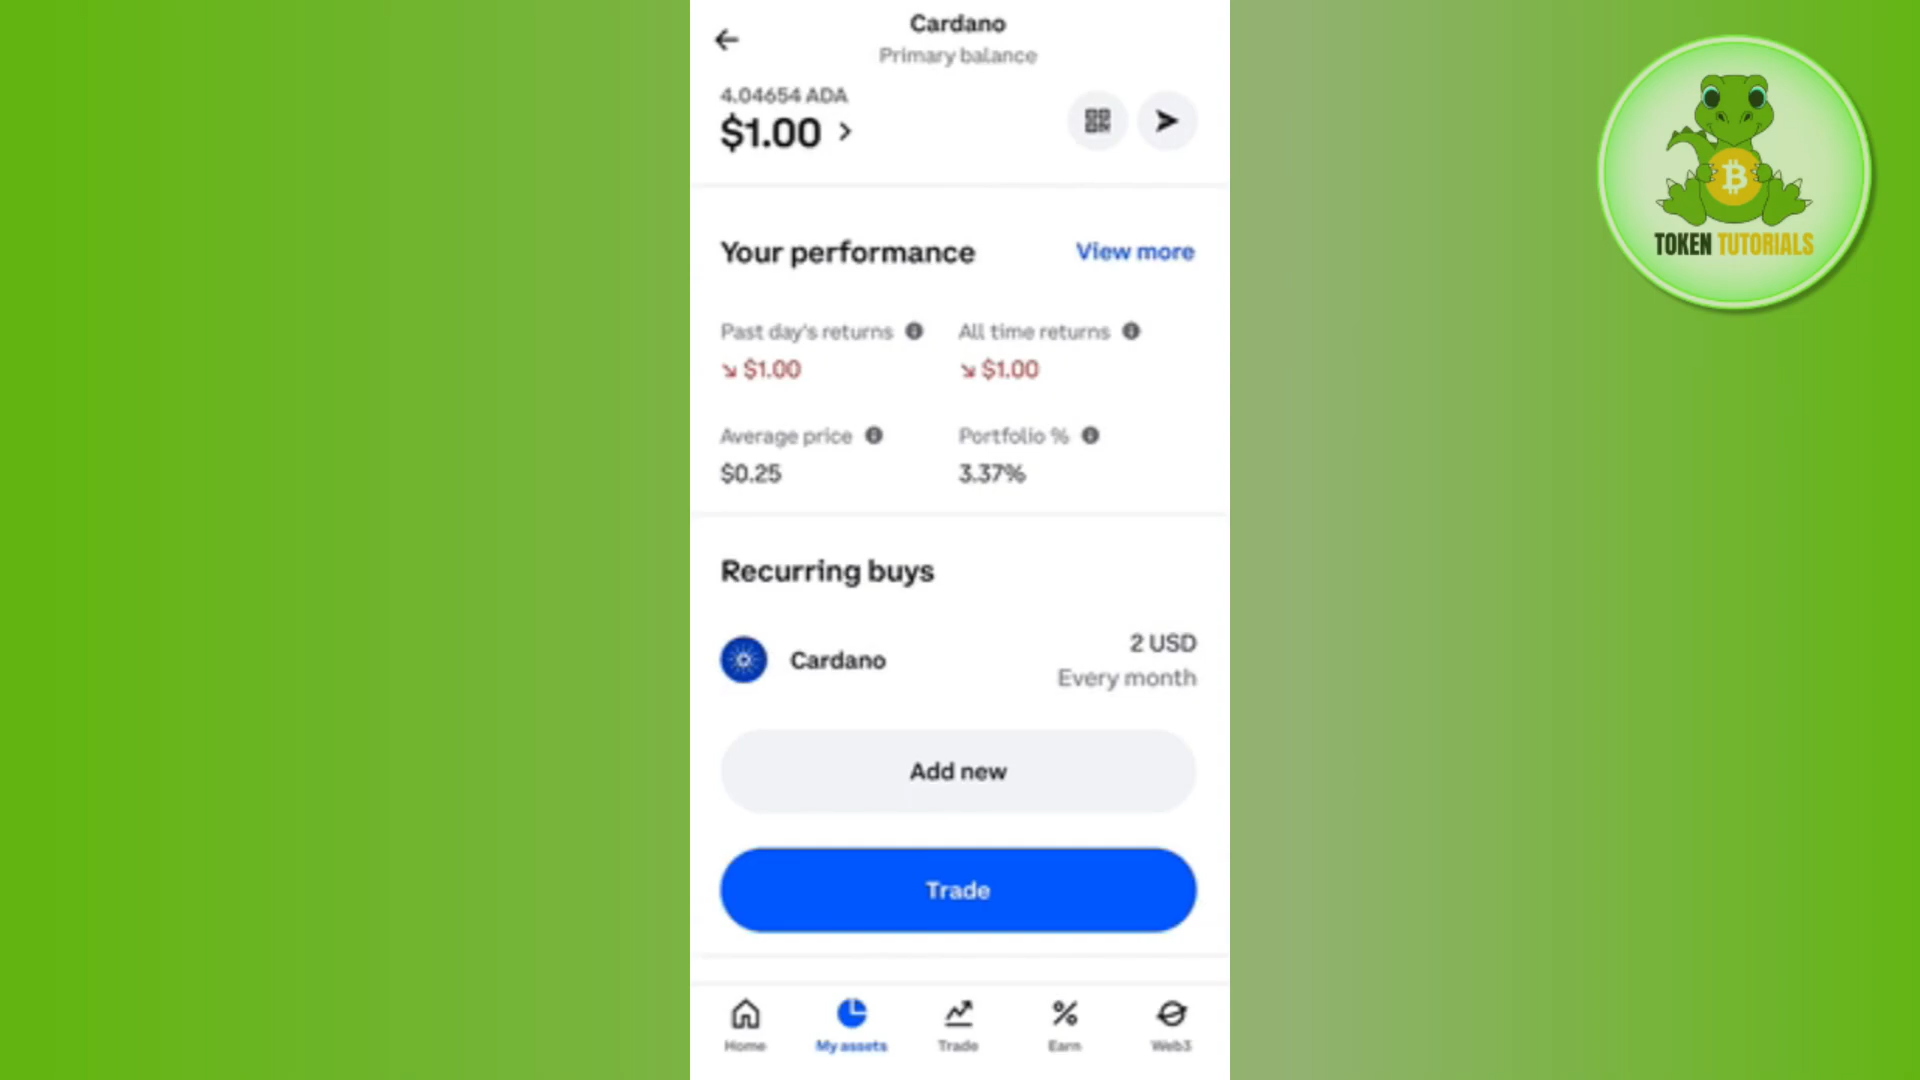 Cardano
Primary balance
4.04654 ADA
$1.00
Your performance
View more
Past day's returns
All time returns
$1.00
$1.00
Average price
Portfolio %
$0.25
3.37%
Recurring buys
Cardano
2 USD
Every month
Add new
Trade
Home
My assets
Trade
Earn
Web3
TOKEN TUTORIALS